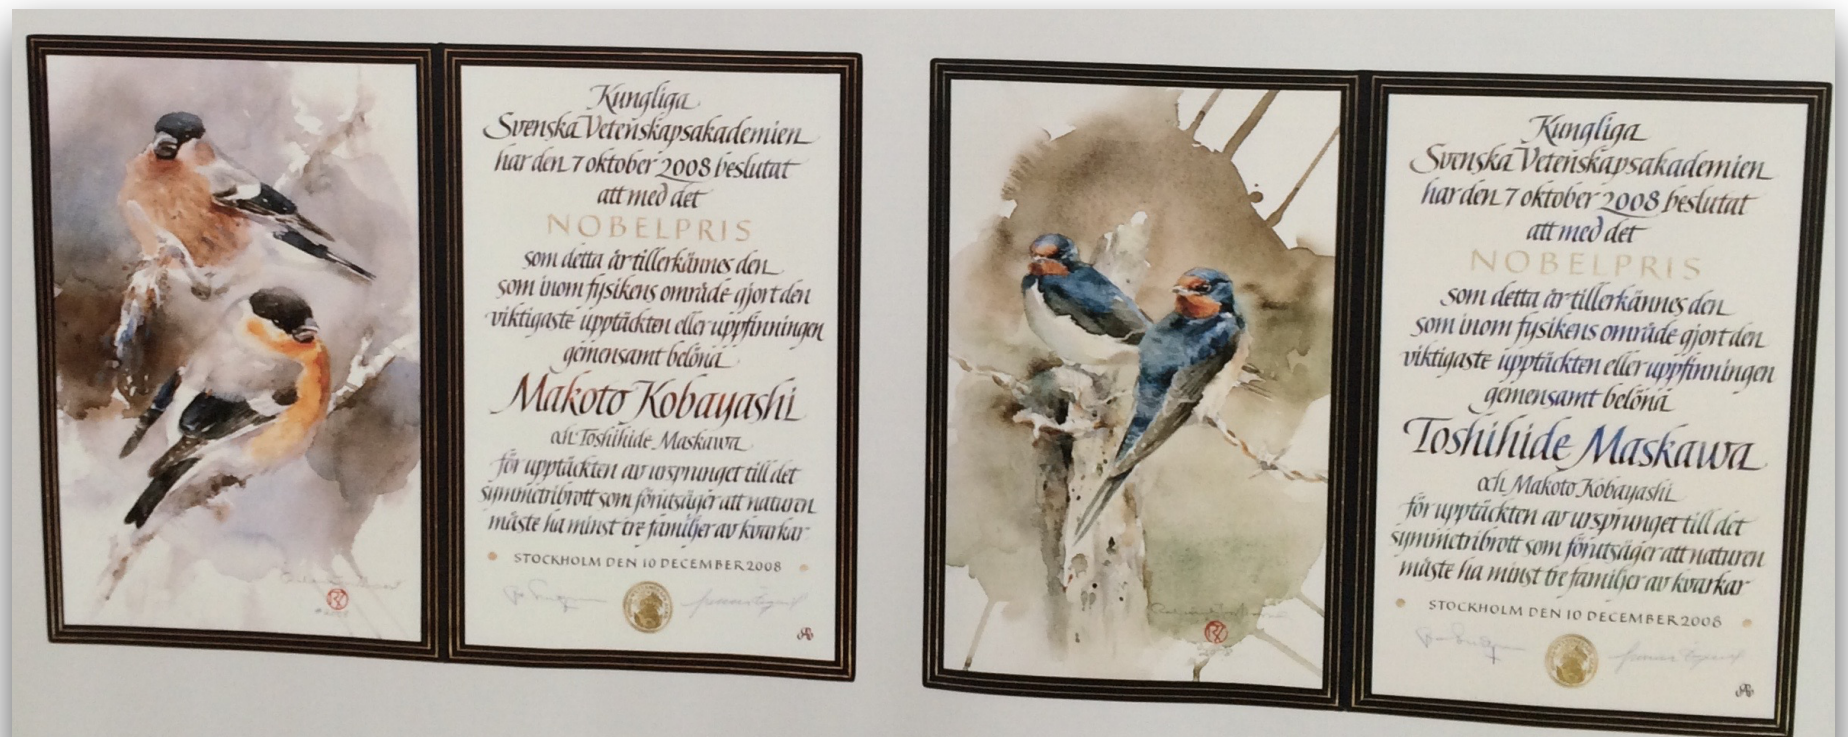 Kungliga
Svenska Vetenskapsakademien
har den 7 oktober 2008 beslutat
att med det
NOBELPRIS
som detta år tillerkännes den
som inom fysikens område gjort den
viktigaste upptäckten eller uppfinningen
gemensamt belöna
Makoto Kobayashi
och Toshihide Maskawa
för upptäckten av ursprunget till det
symmetribrott som förutsäger att naturen
måste ha minst tre familjer av kvarkar
STOCKHOLM DEN 10 DECEMBER 2008
Kungliga
Svenska Vetenskapsakademien
har den 7 oktober 2008 beslutat
att med det
NOBELPRIS
som detta år tillerkännes den
som inom fysikens område gjort den
viktigaste upptäckten eller uppfinningen
gemensamt belöna
Toshihide Maskawa
och Makoto Kobayashi
för upptäckten av ursprunget till det
symmetribrott som förutsäger att naturen
måste ha minst tre familjer av kvarkar
STOCKHOLM DEN 10 DECEMBER 2008